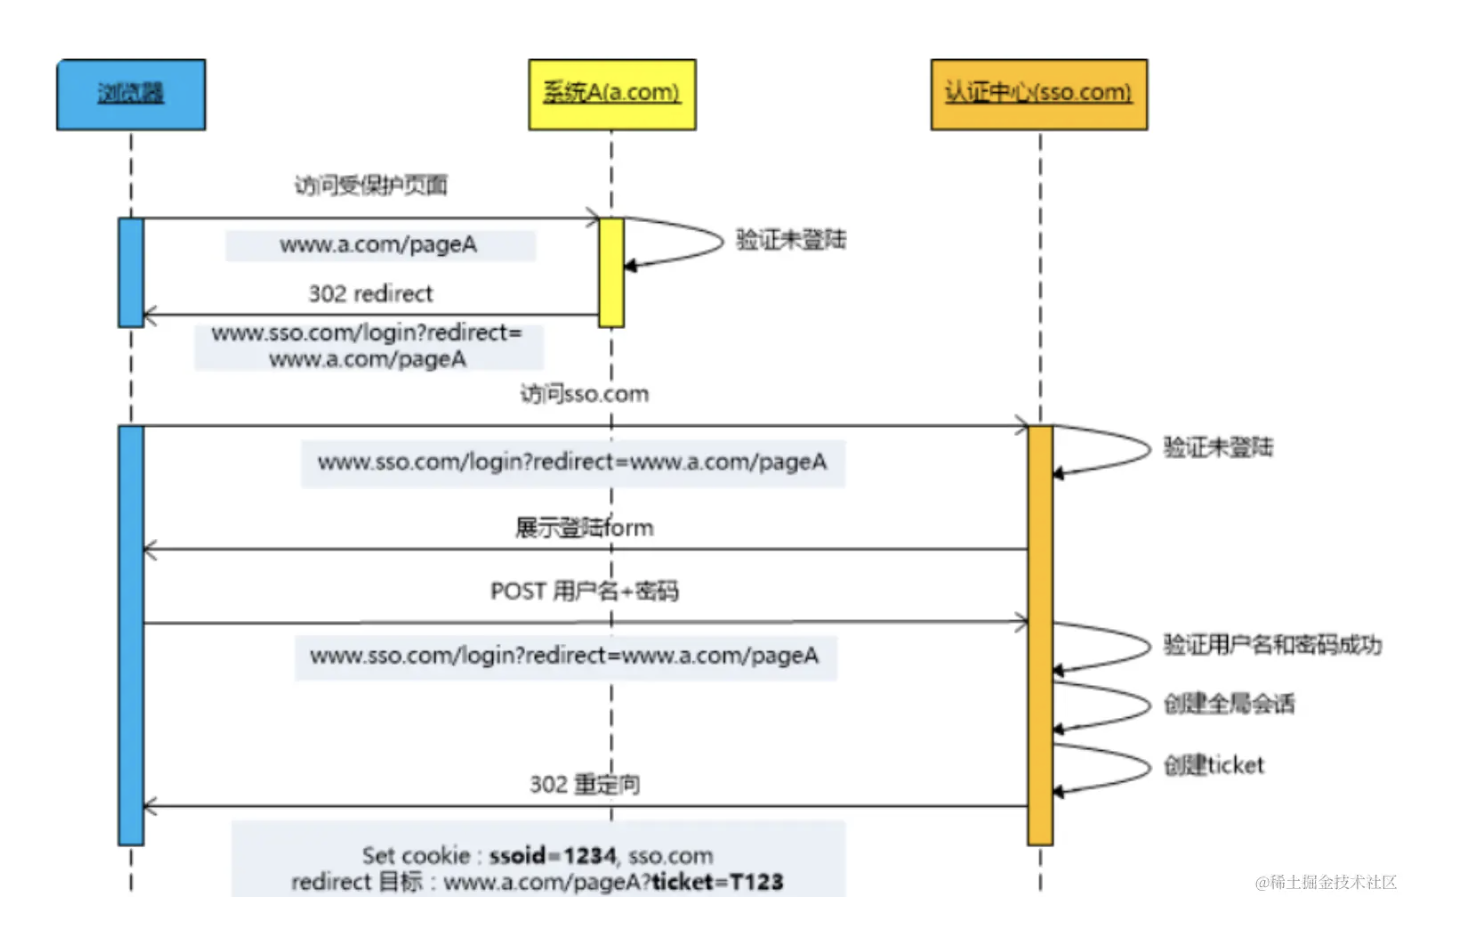 浏览器
系统A(a.com)
认证中心(sso.com)
访问受保护页面
www.a.com/pageA
验证未登陆
302 redirect
www.sso.com/login?redirect=
www.a.com/pageA
访问sso.com
www.sso.com/login?redirect=www.a.com/pageA
验证未登陆
展示登陆form
POST 用户名+密码
www.sso.com/login?redirect=www.a.com/pageA
验证用户名和密码成功
创建全局会话
创建ticket
302 重定向
Set cookie : ssoid=1234, sso.com
redirect 目标 : www.a.com/pageA?ticket=T123
@稀土掘金技术社区